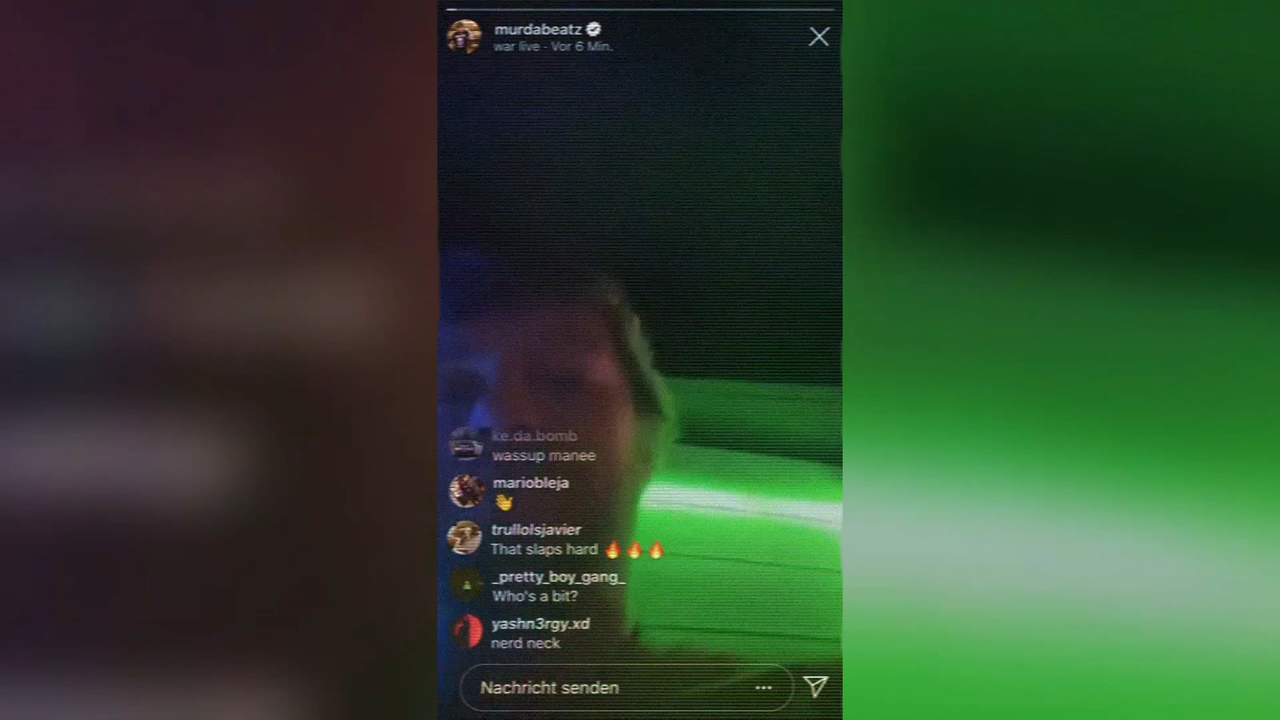 murdabeatz
war live · Vor 6 Min.
ke.da.bomb
wassup manee
mariobleja
👋
trullolsjavier
That slaps hard 🔥🔥🔥
_pretty_boy_gang_
Who's a bit?
yashn3rgy.xd
nerd neck
Nachricht senden